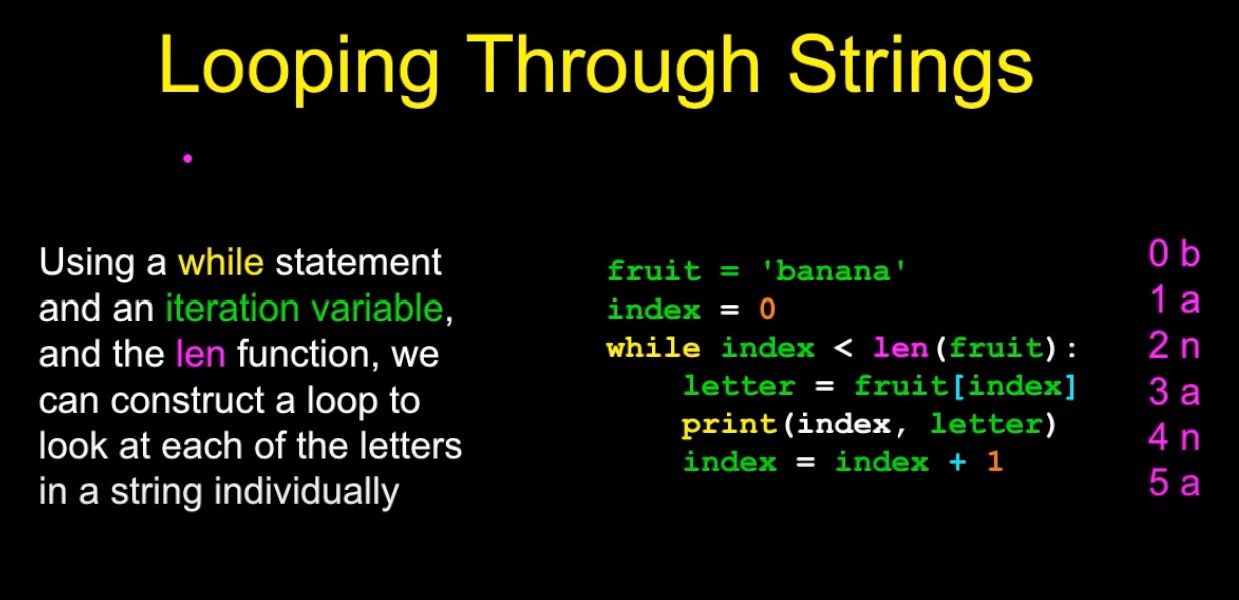 Looping Through Strings
Using a while statement
and an iteration variable,
and the len function, we
can construct a loop to
look at each of the letters
in a string individually
fruit = 'banana'
index = 0
while index < len(fruit):
    letter = fruit[index]
    print(index, letter)
    index = index + 1
0 b
1 a
2 n
3 a
4 n
5 a